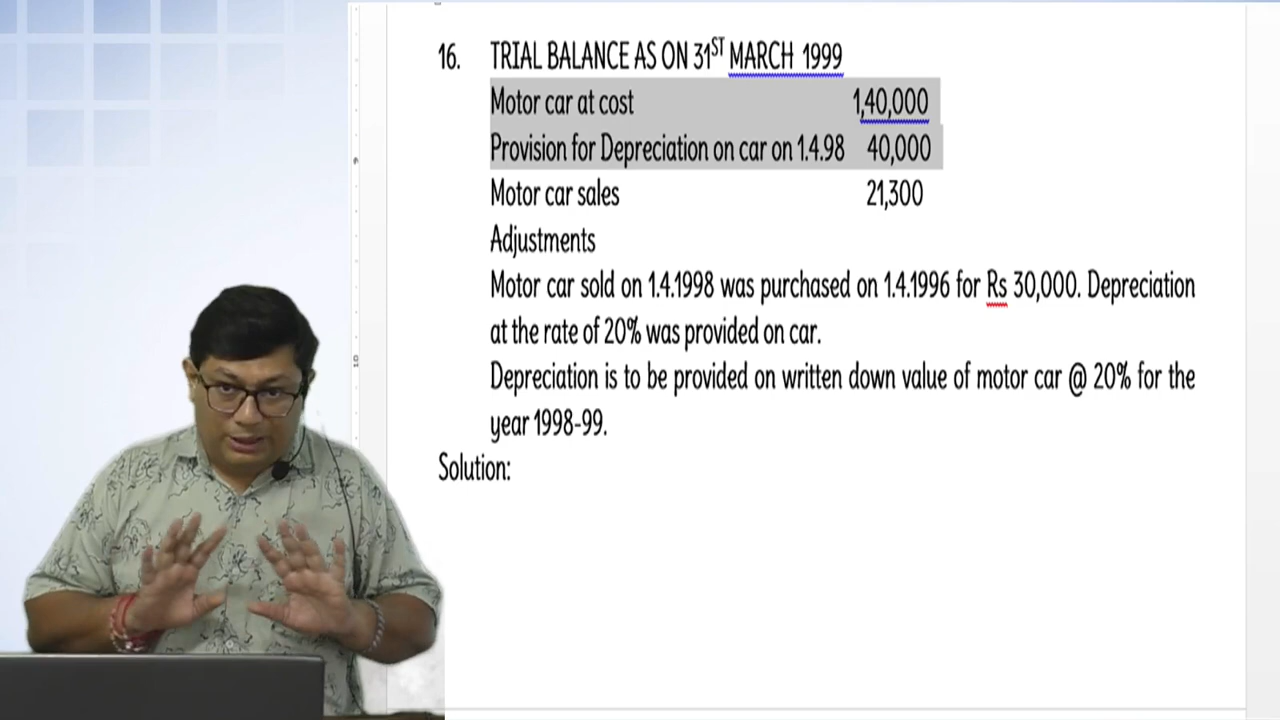 16. TRIAL BALANCE AS ON 31ST MARCH 1999
Motor car at cost 1,40,000
Provision for Depreciation on car on 1.4.98 40,000
Motor car sales 21,300
Adjustments
Motor car sold on 1.4.1998 was purchased on 1.4.1996 for Rs 30,000. Depreciation
at the rate of 20% was provided on car.
Depreciation is to be provided on written down value of motor car @ 20% for the
year 1998-99.
Solution: